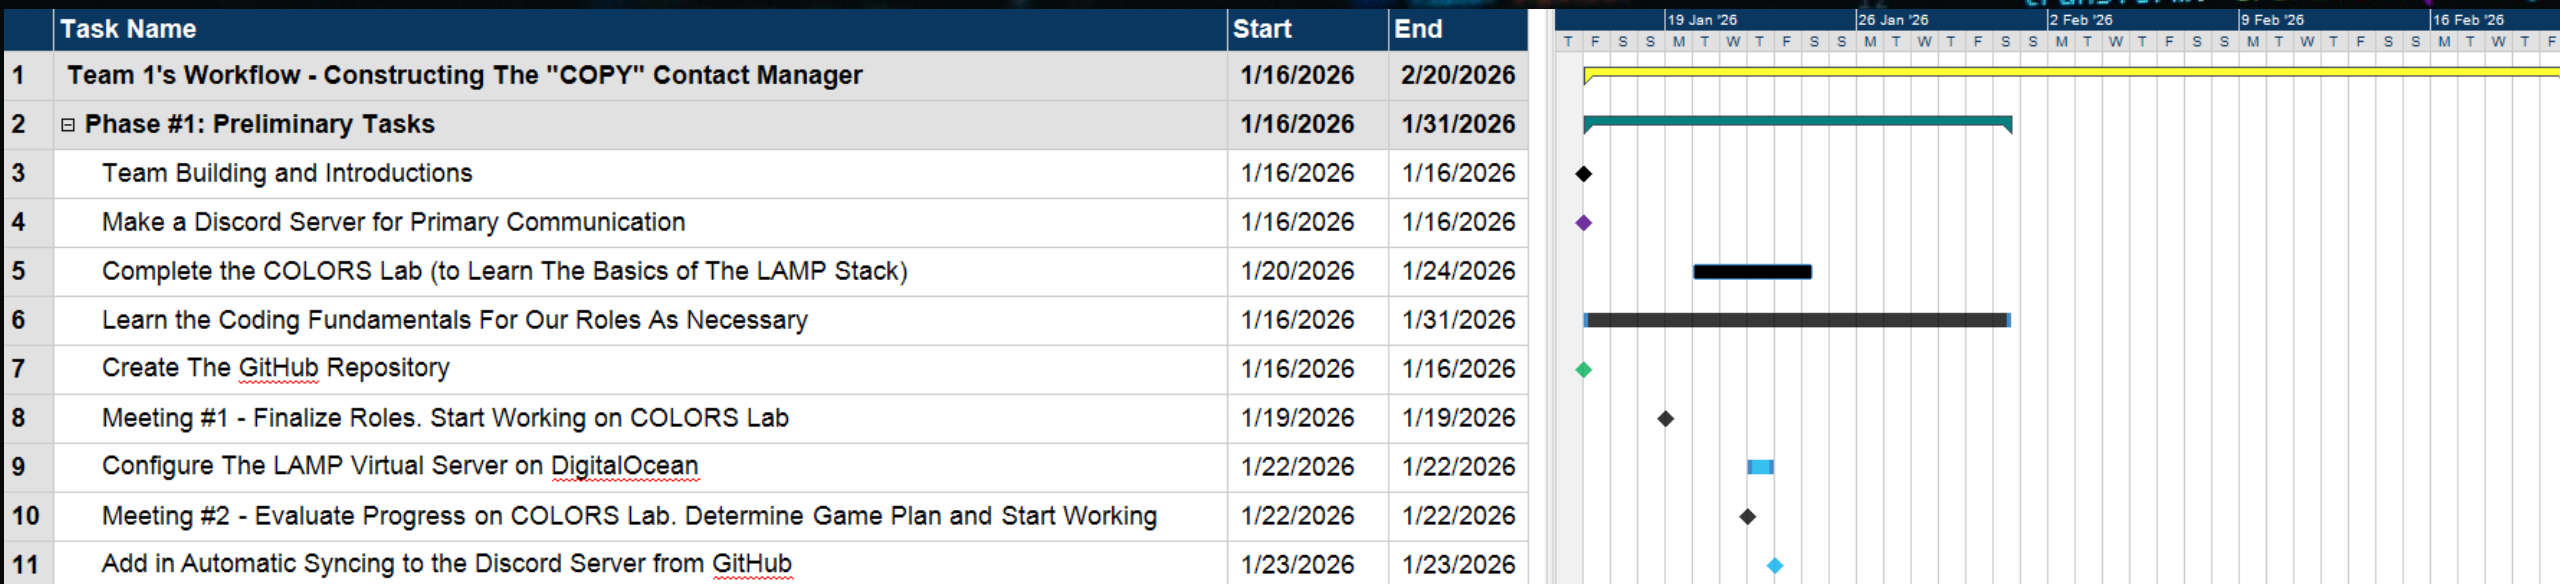 Task Name Start End 19 Jan '26 26 Jan '26 2 Feb '26 9 Feb '26 16 Feb '26
T F S S M T W T F S S M T W T F S S M T W T F S S M T W T F S S M T W T F
1 Team 1's Workflow - Constructing The "COPY" Contact Manager 1/16/2026 2/20/2026
2 Phase #1: Preliminary Tasks 1/16/2026 1/31/2026
3 Team Building and Introductions 1/16/2026 1/16/2026
4 Make a Discord Server for Primary Communication 1/16/2026 1/16/2026
5 Complete the COLORS Lab (to Learn The Basics of The LAMP Stack) 1/20/2026 1/24/2026
6 Learn the Coding Fundamentals For Our Roles As Necessary 1/16/2026 1/31/2026
7 Create The GitHub Repository 1/16/2026 1/16/2026
8 Meeting #1 - Finalize Roles. Start Working on COLORS Lab 1/19/2026 1/19/2026
9 Configure The LAMP Virtual Server on DigitalOcean 1/22/2026 1/22/2026
10 Meeting #2 - Evaluate Progress on COLORS Lab. Determine Game Plan and Start Working 1/22/2026 1/22/2026
11 Add in Automatic Syncing to the Discord Server from GitHub 1/23/2026 1/23/2026